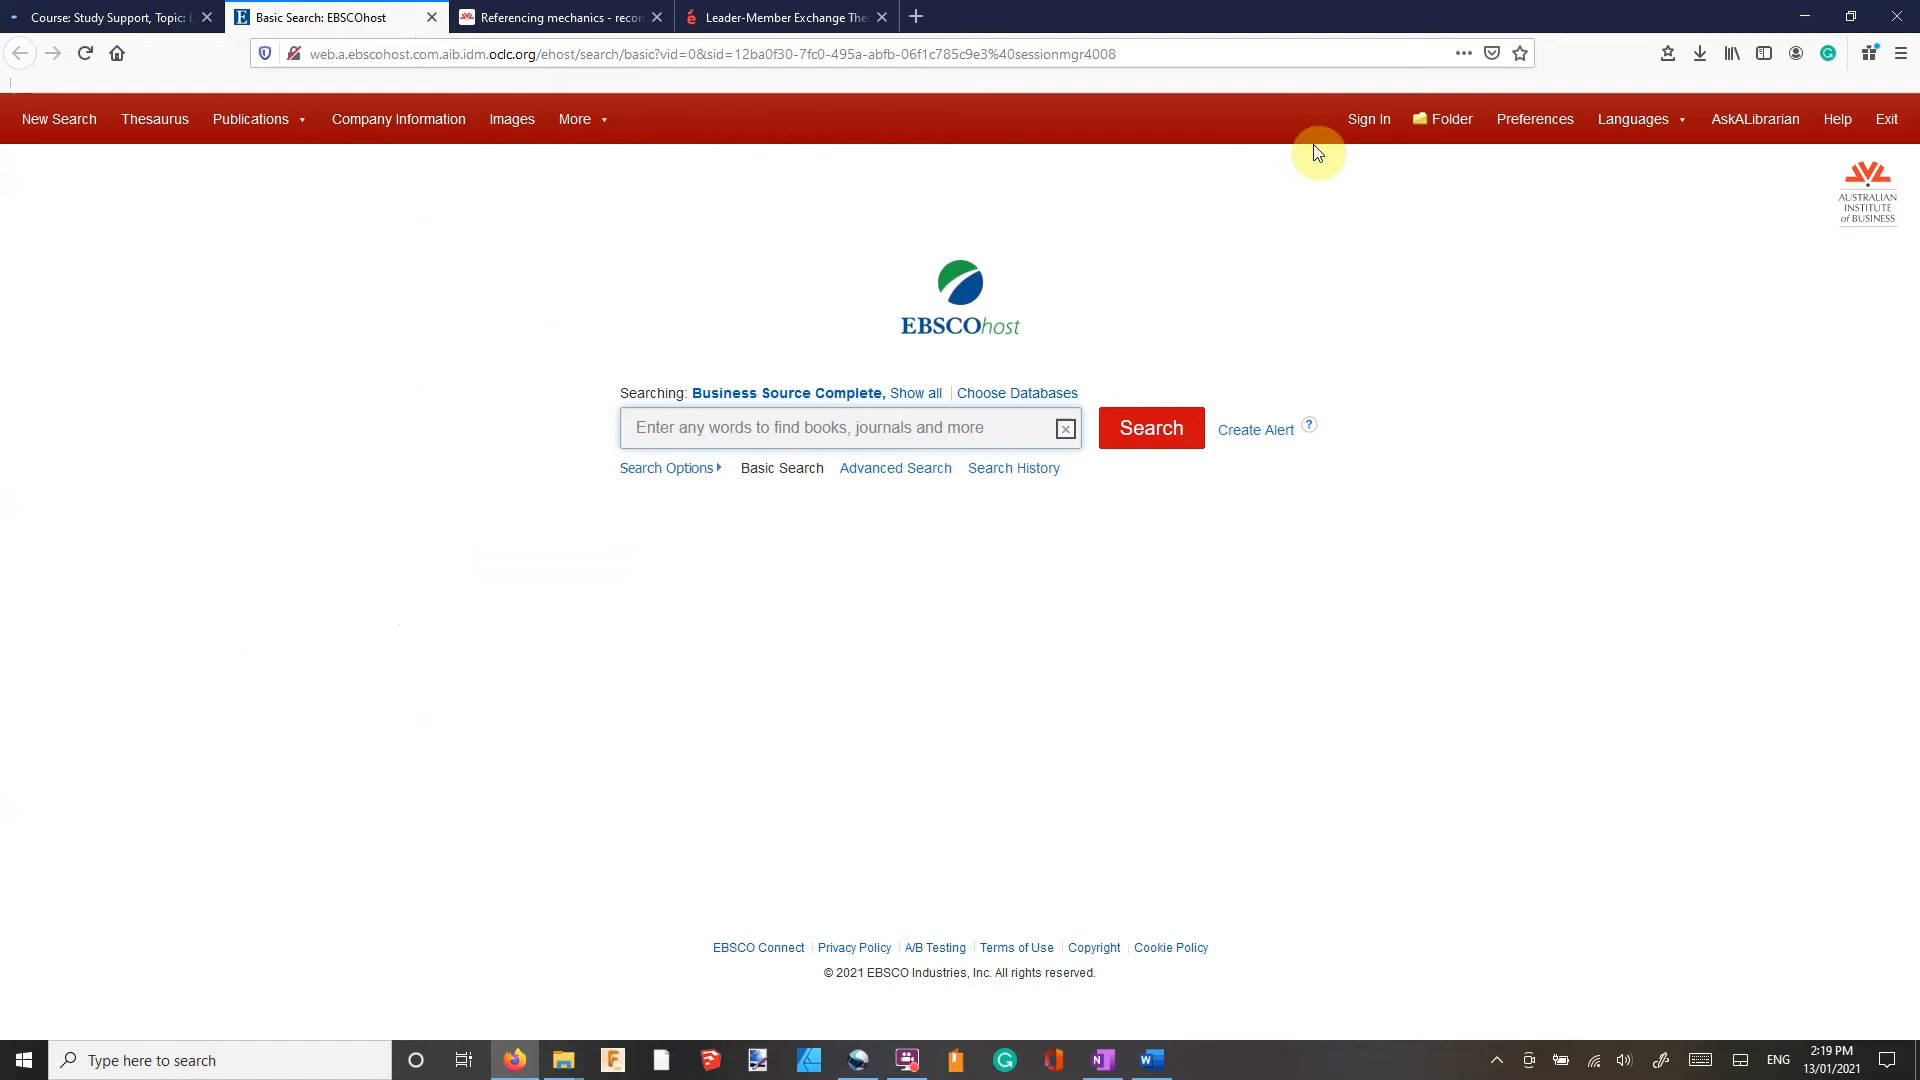 Course: Study Support, Topic: L
Basic Search: EBSCOhost
Referencing mechanics - recor
Leader-Member Exchange The
web.a.ebscohost.com.aib.idm.oclc.org/ehost/search/basic?vid=0&sid=12ba0f30-7fc0-495a-abfb-06f1c785c9e3%40sessionmgr4008
New Search Thesaurus Publications Company Information Images More Sign In Folder Preferences Languages AskALibrarian Help Exit
AUSTRALIAN
INSTITUTE
of BUSINESS
EBSCOhost
Searching: Business Source Complete, Show all Choose Databases
Enter any words to find books, journals and more
Search
Create Alert ?
Search Options Basic Search Advanced Search Search History
EBSCO Connect Privacy Policy A/B Testing Terms of Use Copyright Cookie Policy
© 2021 EBSCO Industries, Inc. All rights reserved.
Type here to search
ENG
2:19 PM
13/01/2021